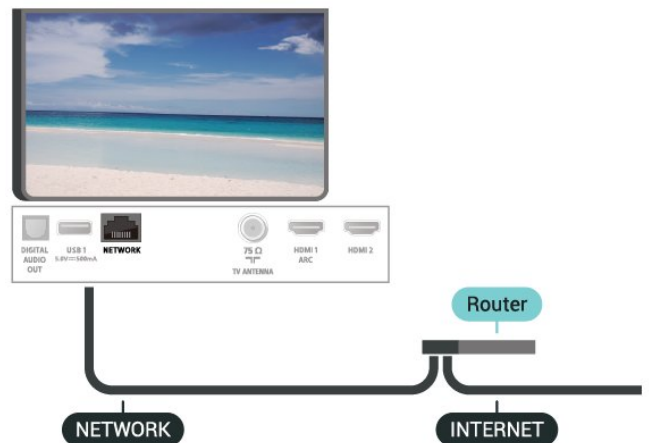 DIGITAL
AUDIO
OUT
USB 1
5.0V⎓500mA
NETWORK
75 Ω
TV ANTENNA
HDMI 1
ARC
HDMI 2
Router
NETWORK
INTERNET